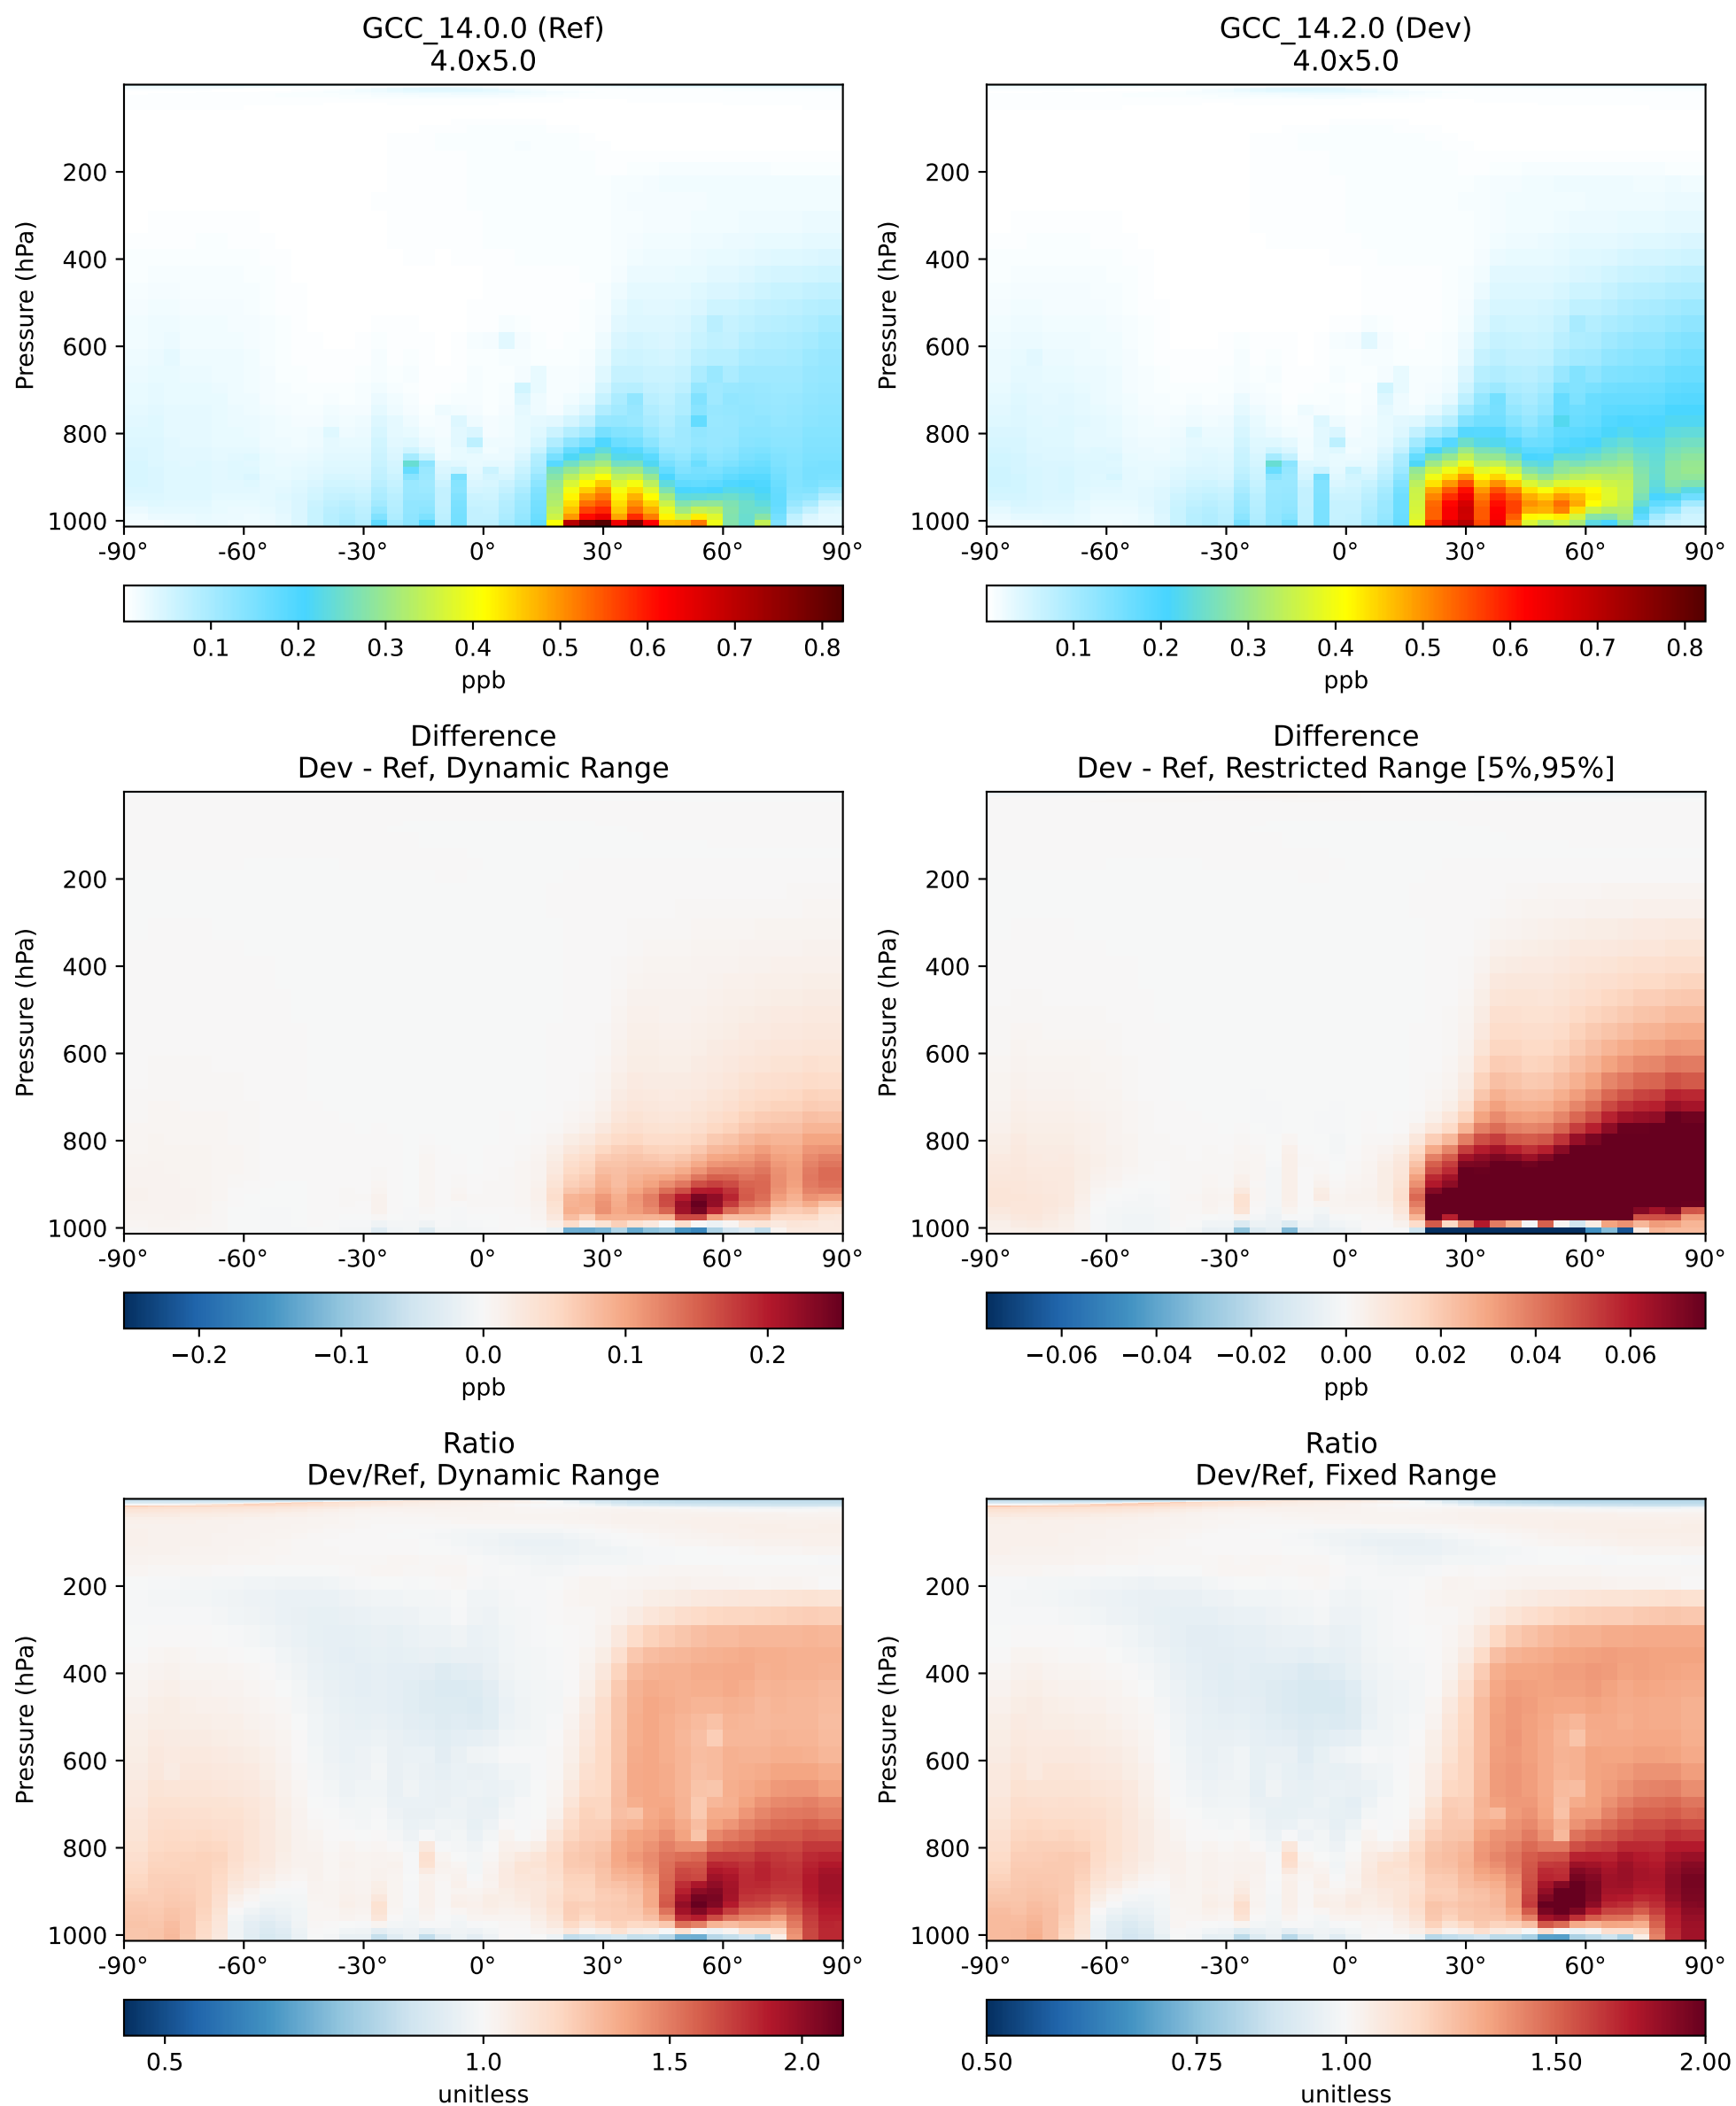 GCC_14.0.0 (Ref)
4.0x5.0
Pressure (hPa)
200
400
600
800
1000
-90° -60° -30° 0° 30° 60° 90°
0.1 0.2 0.3 0.4 0.5 0.6 0.7 0.8
ppb
GCC_14.2.0 (Dev)
4.0x5.0
Pressure (hPa)
200
400
600
800
1000
-90° -60° -30° 0° 30° 60° 90°
0.1 0.2 0.3 0.4 0.5 0.6 0.7 0.8
ppb
Difference
Dev - Ref, Dynamic Range
Pressure (hPa)
200
400
600
800
1000
-90° -60° -30° 0° 30° 60° 90°
−0.2 −0.1 0.0 0.1 0.2
ppb
Difference
Dev - Ref, Restricted Range [5%,95%]
Pressure (hPa)
200
400
600
800
1000
-90° -60° -30° 0° 30° 60° 90°
−0.06 −0.04 −0.02 0.00 0.02 0.04 0.06
ppb
Ratio
Dev/Ref, Dynamic Range
Pressure (hPa)
200
400
600
800
1000
-90° -60° -30° 0° 30° 60° 90°
0.5 1.0 1.5 2.0
unitless
Ratio
Dev/Ref, Fixed Range
Pressure (hPa)
200
400
600
800
1000
-90° -60° -30° 0° 30° 60° 90°
0.50 0.75 1.00 1.50 2.00
unitless